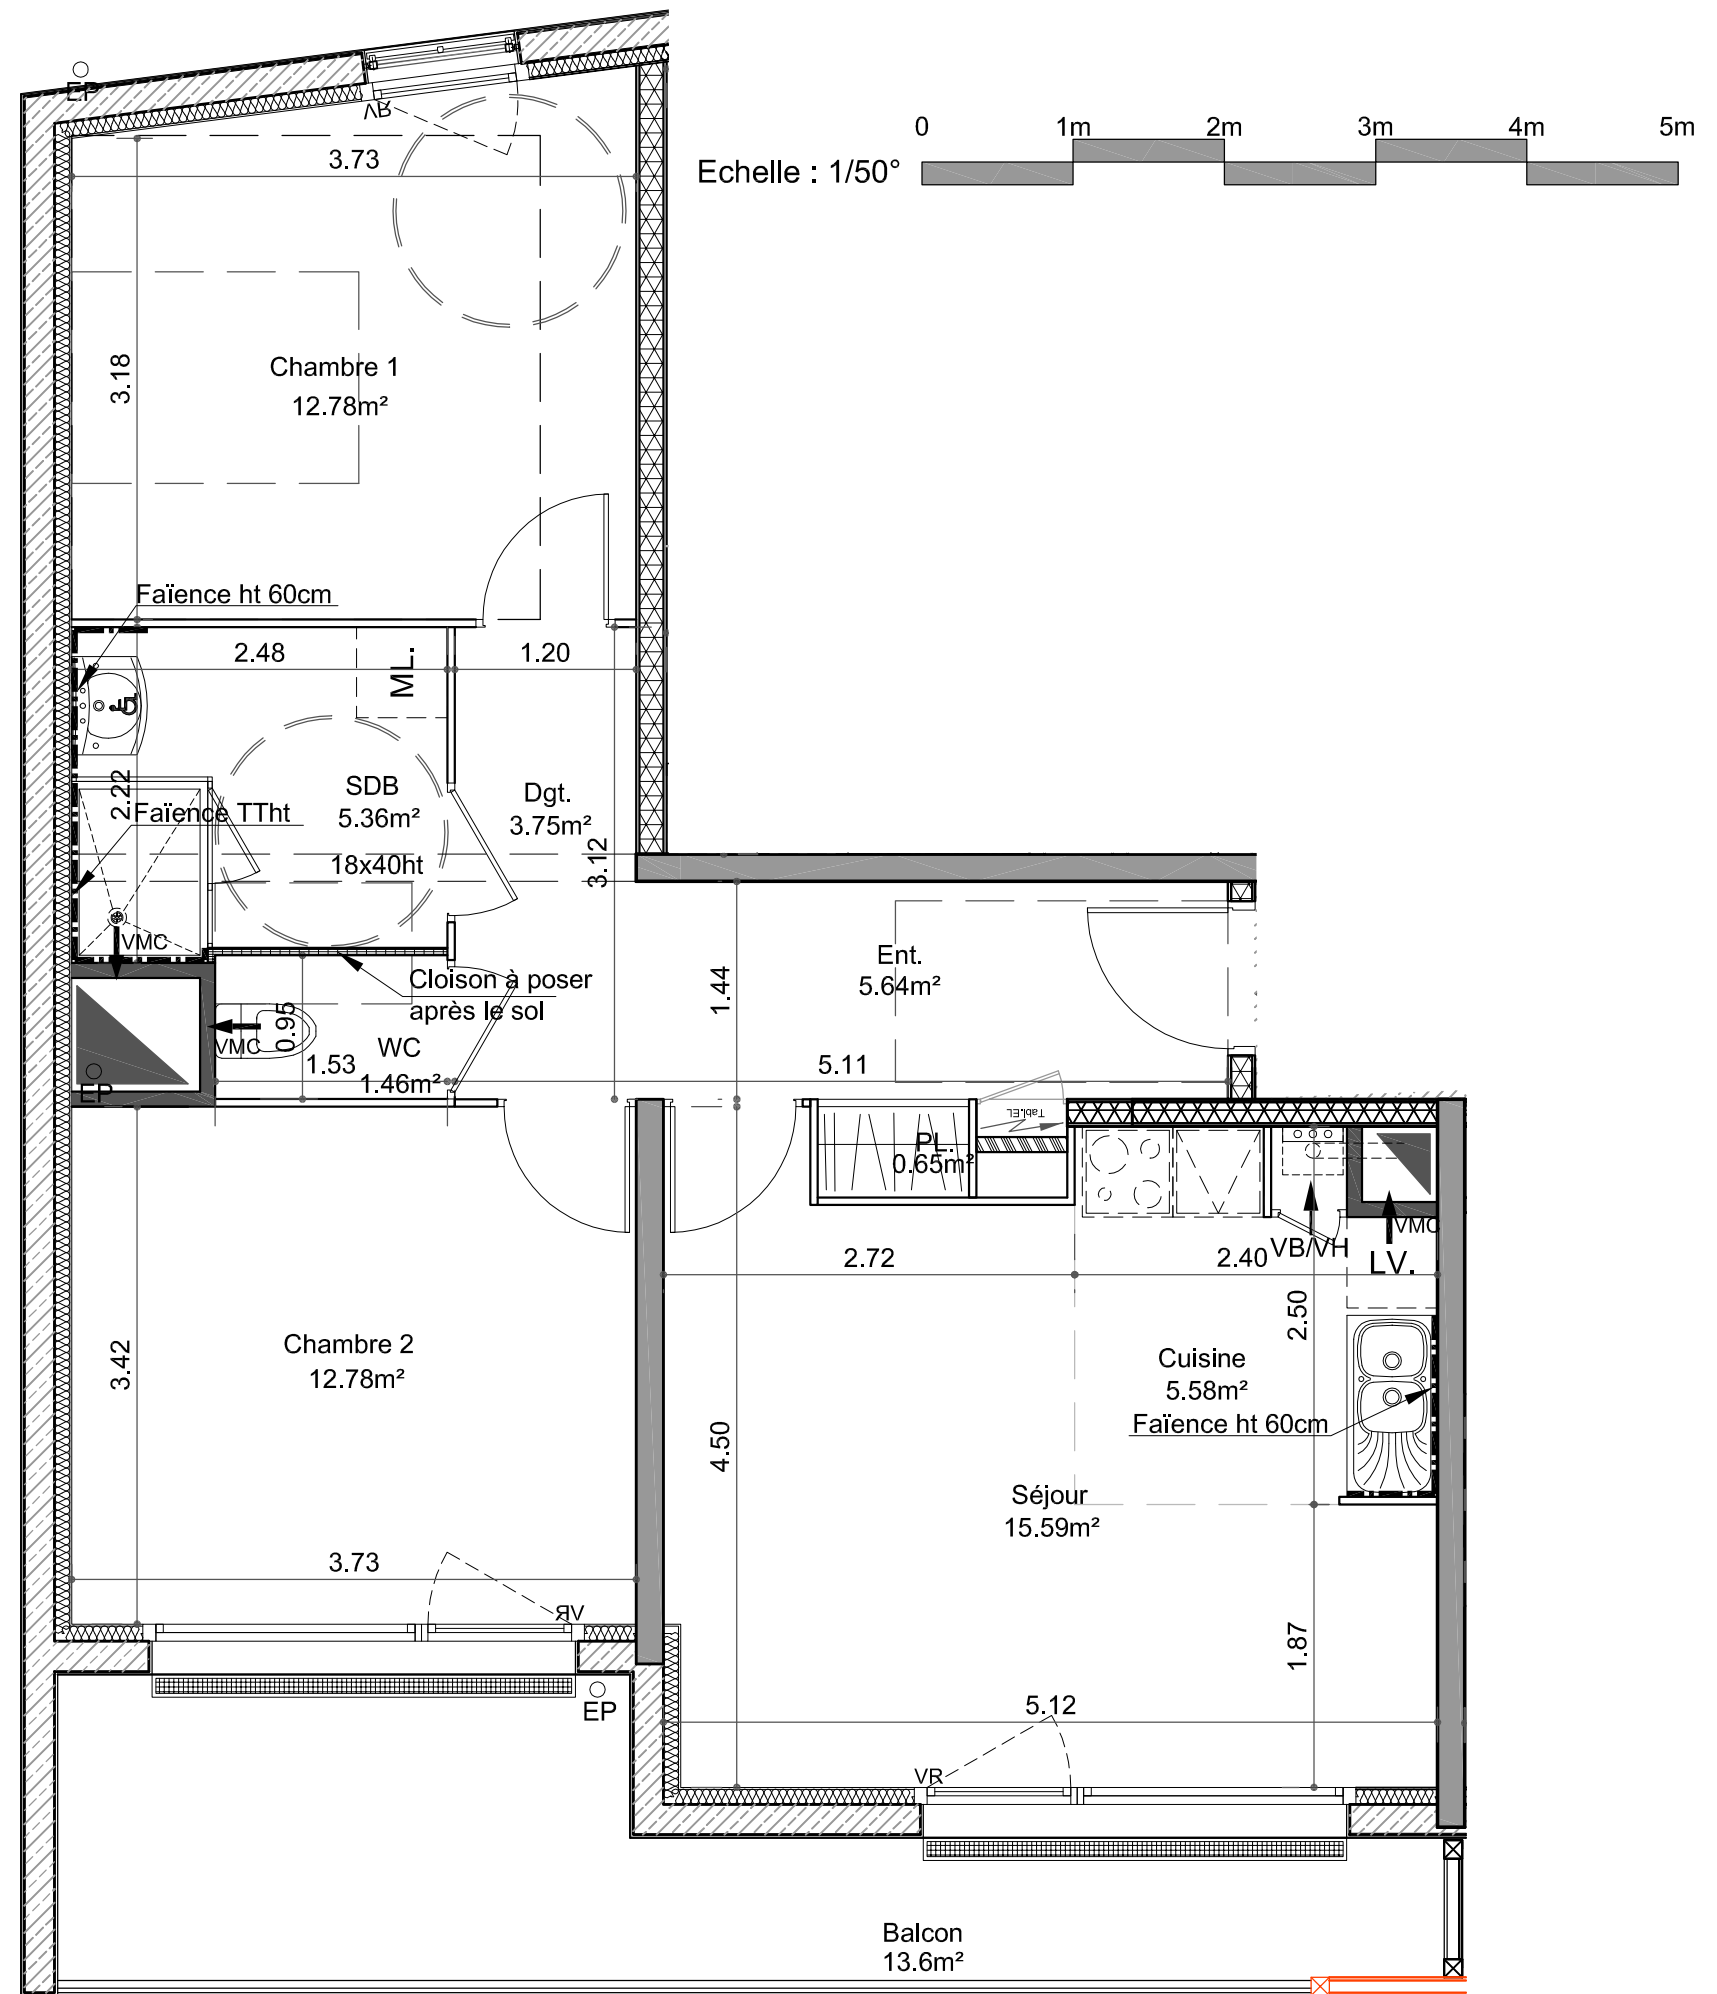 EP
VR
0 1m 2m 3m 4m 5m
Echelle : 1/50°
3.73
3.18
Chambre 1
12.78m²
Faïence ht 60cm
2.48
ML.
1.20
2.22
SDB
5.36m²
Dgt.
3.75m²
Faïence TTht
18x40ht
3.12
VMC
Ent.
5.64m²
Cloison à poser
après le sol
1.44
0.95
VMC
WC
1.53
1.46m²
5.11
EP
Tabl.EL
PL.
0.65m²
VMC
VB/VH
LV.
2.72
2.40
2.50
Chambre 2
12.78m²
3.42
Cuisine
5.58m²
Faïence ht 60cm
4.50
Séjour
15.59m²
3.73
VR
1.87
EP
5.12
VR
Balcon
13.6m²